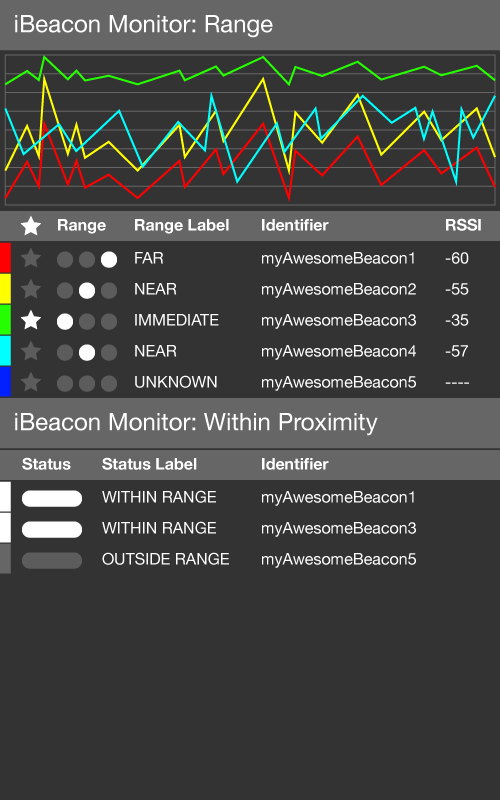 iBeacon Monitor: Range
Range Range Label Identifier RSSI
FAR myAwesomeBeacon1 -60
NEAR myAwesomeBeacon2 -55
IMMEDIATE myAwesomeBeacon3 -35
NEAR myAwesomeBeacon4 -57
UNKNOWN myAwesomeBeacon5 ----
iBeacon Monitor: Within Proximity
Status Status Label Identifier
WITHIN RANGE myAwesomeBeacon1
WITHIN RANGE myAwesomeBeacon3
OUTSIDE RANGE myAwesomeBeacon5